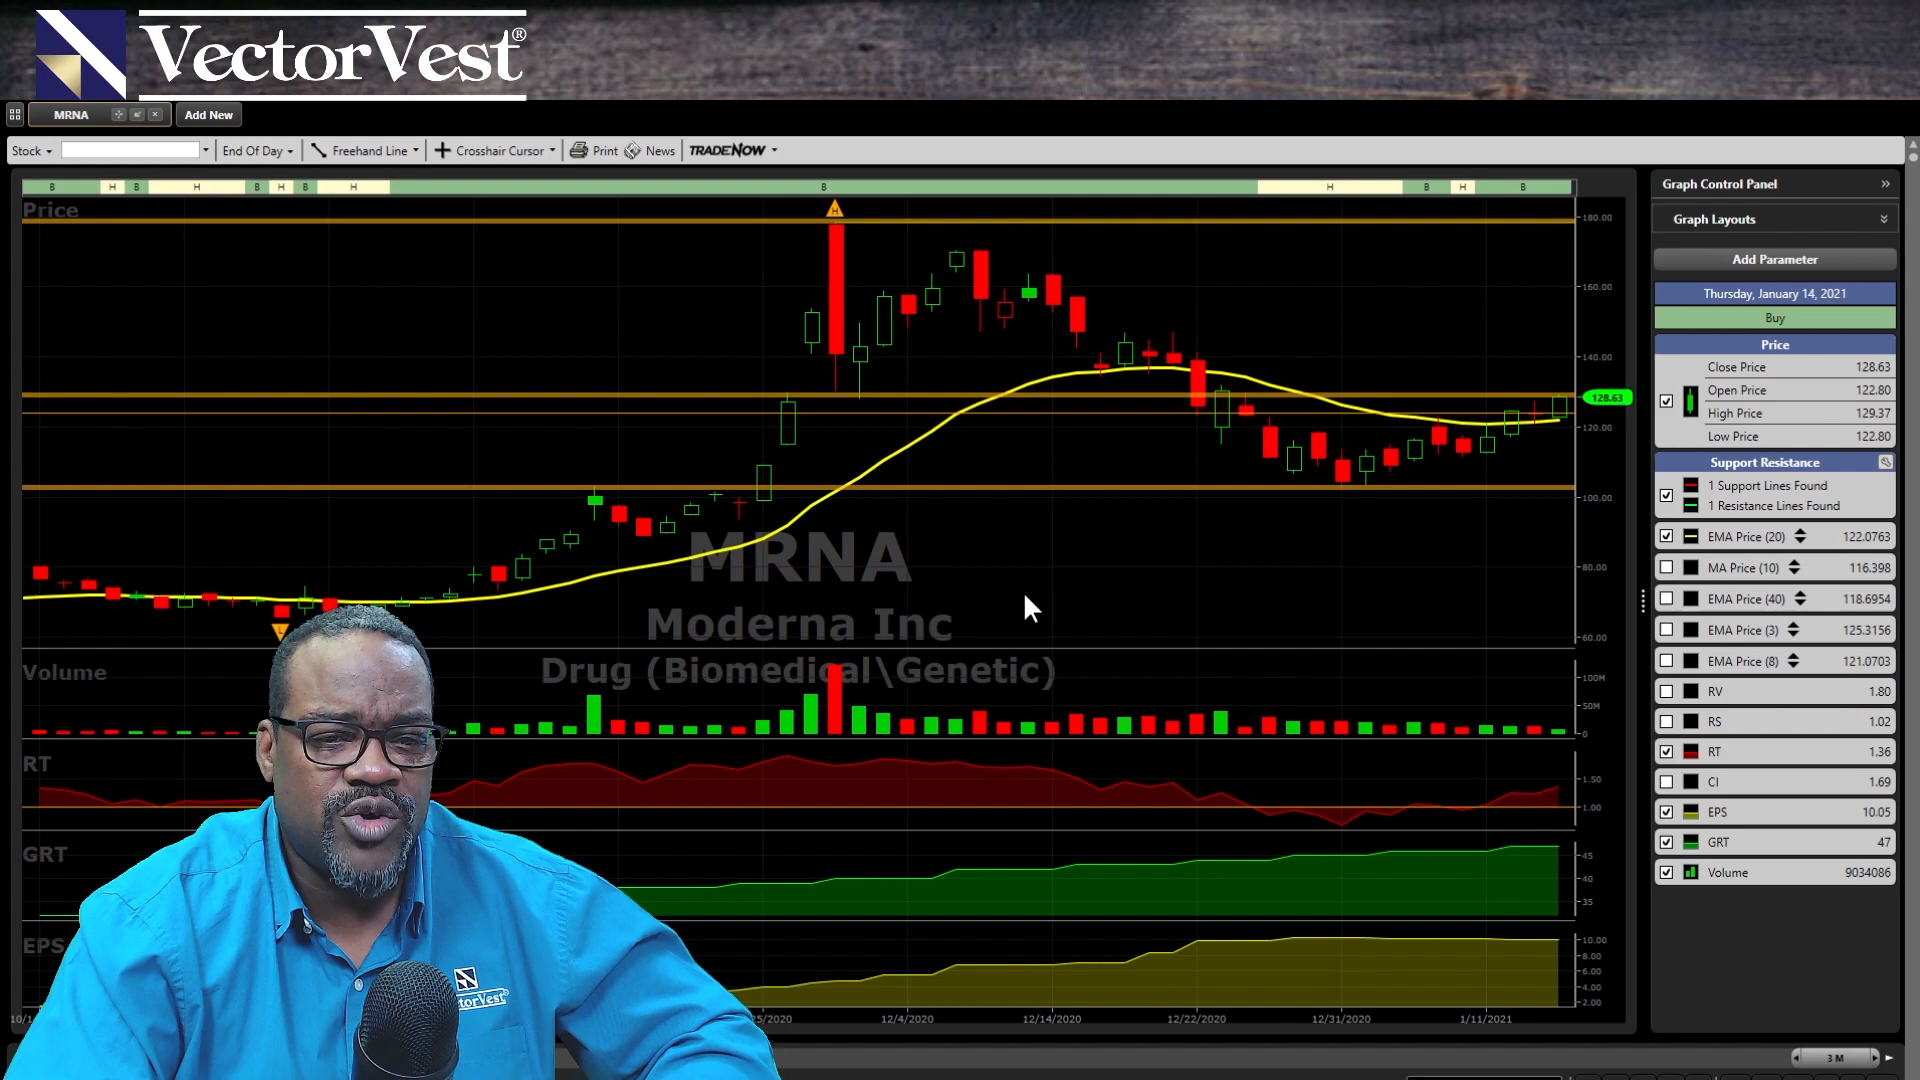 VectorVest®
MRNA
Add New
Stock
End Of Day
Freehand Line
Crosshair Cursor
Print
News
TRADENOW
B H B H B H B H B H B H B
Price
H
180.00
160.00
140.00
128.63
120.00
100.00
80.00
60.00
MRNA
Moderna Inc
Drug (Biomedical\Genetic)
L
Volume
100M
50M
0
RT
1.50
1.00
GRT
45
40
35
EPS
10.00
8.00
6.00
4.00
2.00
12/4/2020
12/14/2020
12/22/2020
12/31/2020
1/11/2021
3 M
Graph Control Panel
Graph Layouts
Add Parameter
Thursday, January 14, 2021
Buy
Price
Close Price 128.63
Open Price 122.80
High Price 129.37
Low Price 122.80
Support Resistance
1 Support Lines Found
1 Resistance Lines Found
EMA Price (20) 122.0763
MA Price (10) 116.398
EMA Price (40) 118.6954
EMA Price (3) 125.3156
EMA Price (8) 121.0703
RV 1.80
RS 1.02
RT 1.36
CI 1.69
EPS 10.05
GRT 47
Volume 9034086